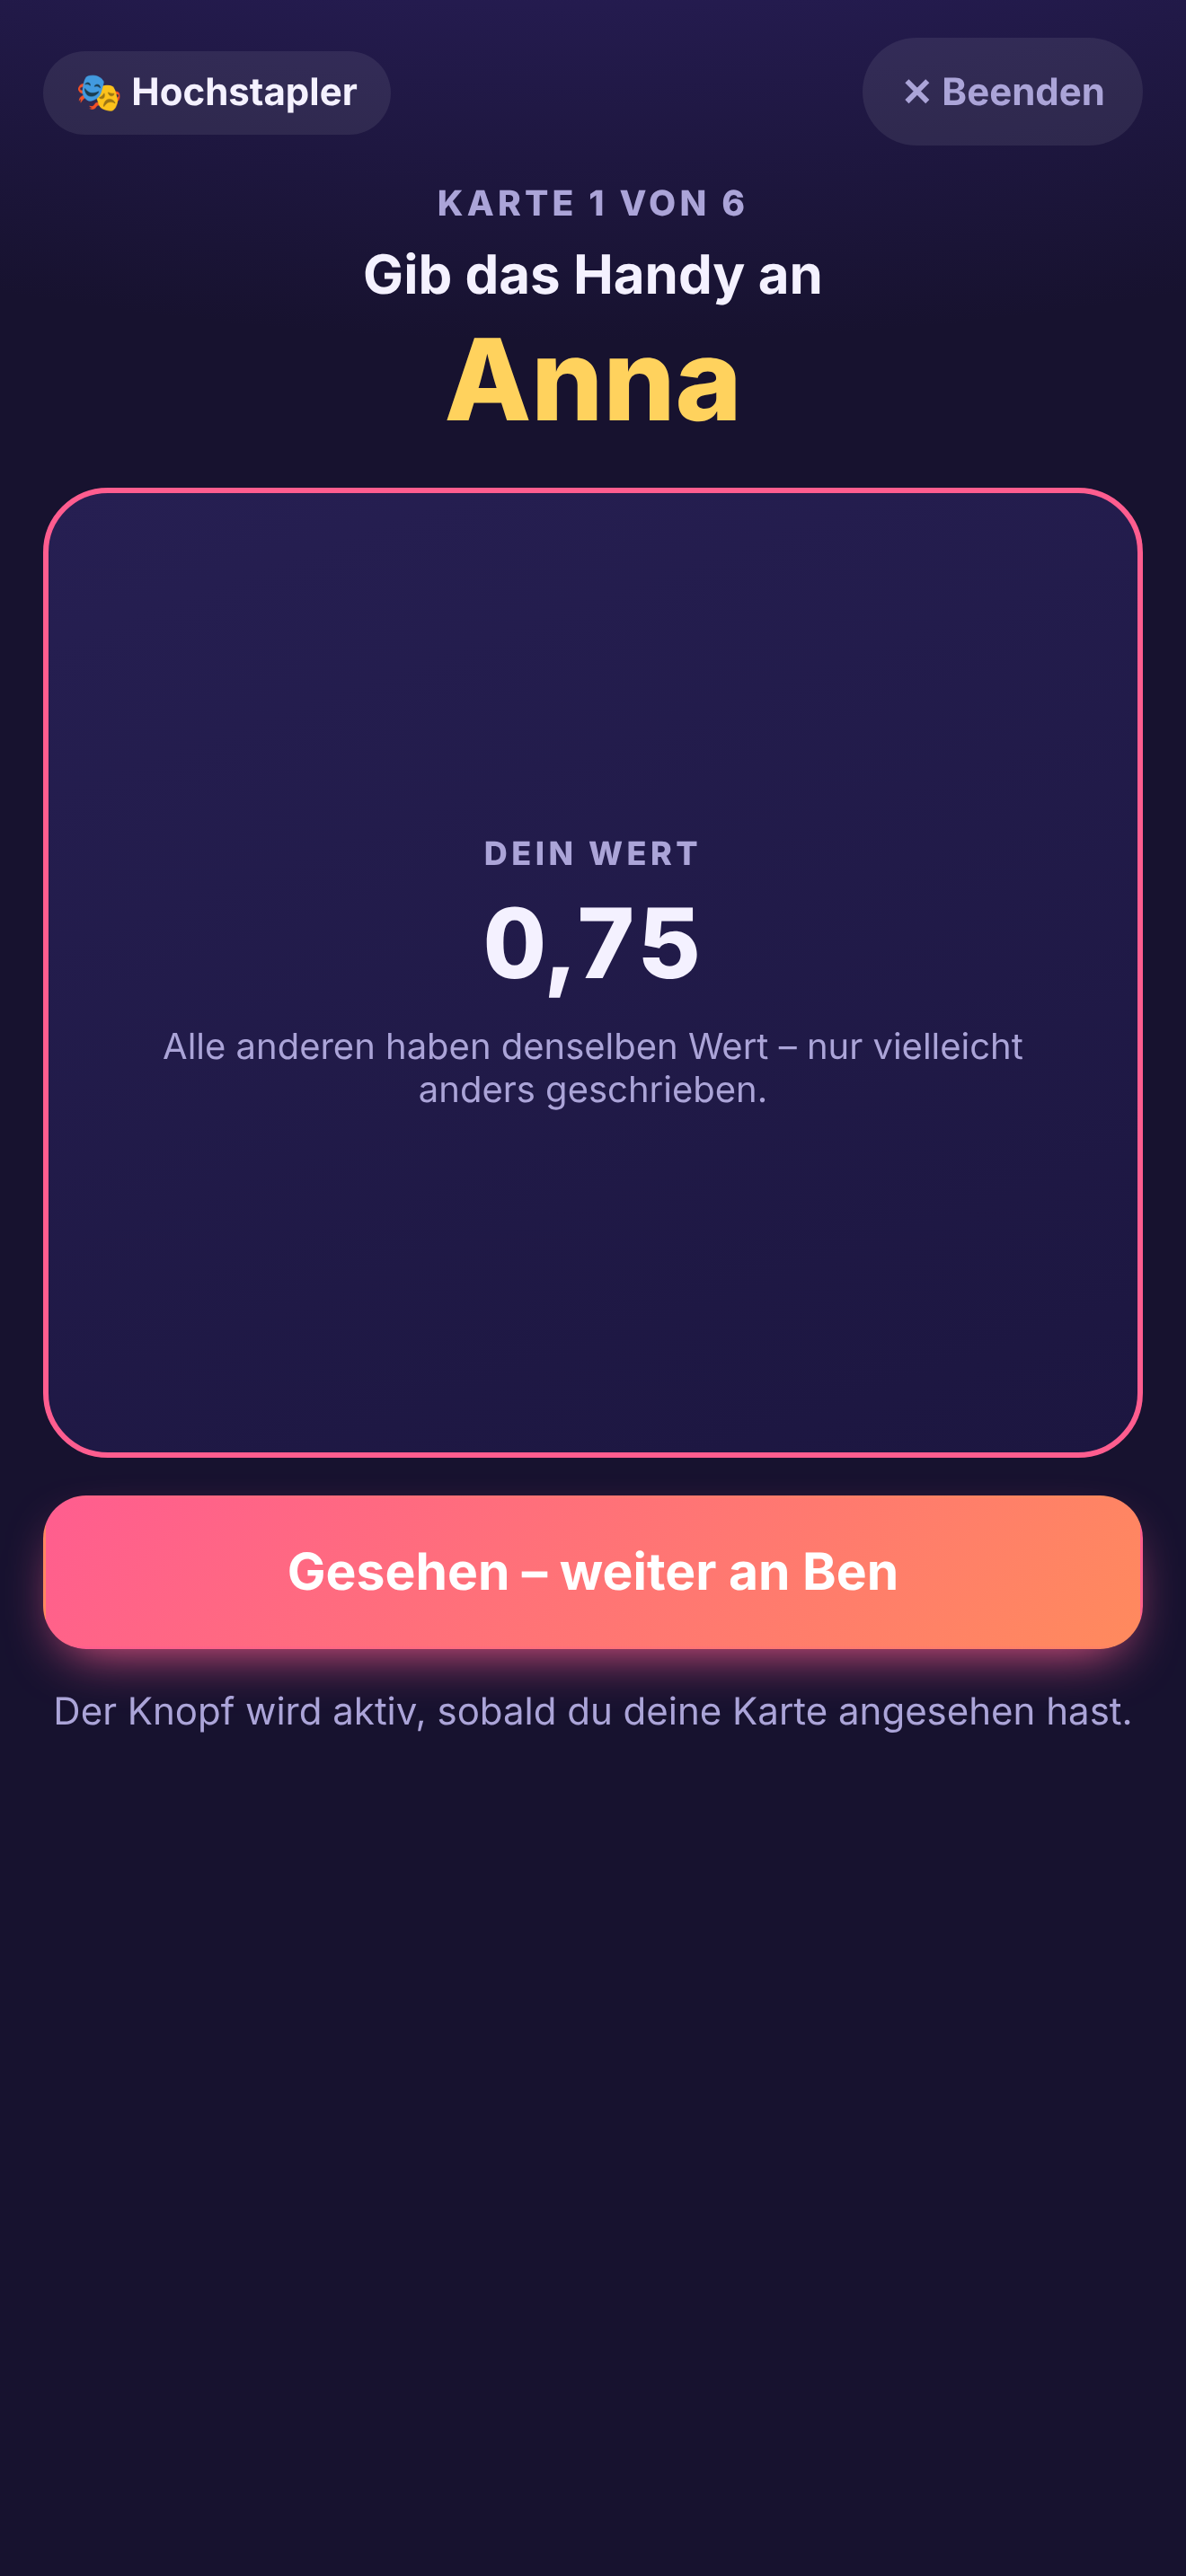 🎭 Hochstapler
✕ Beenden
KARTE 1 VON 6
Gib das Handy an
Anna
DEIN WERT
0,75
Alle anderen haben denselben Wert – nur vielleicht
anders geschrieben.
Gesehen – weiter an Ben
Der Knopf wird aktiv, sobald du deine Karte angesehen hast.